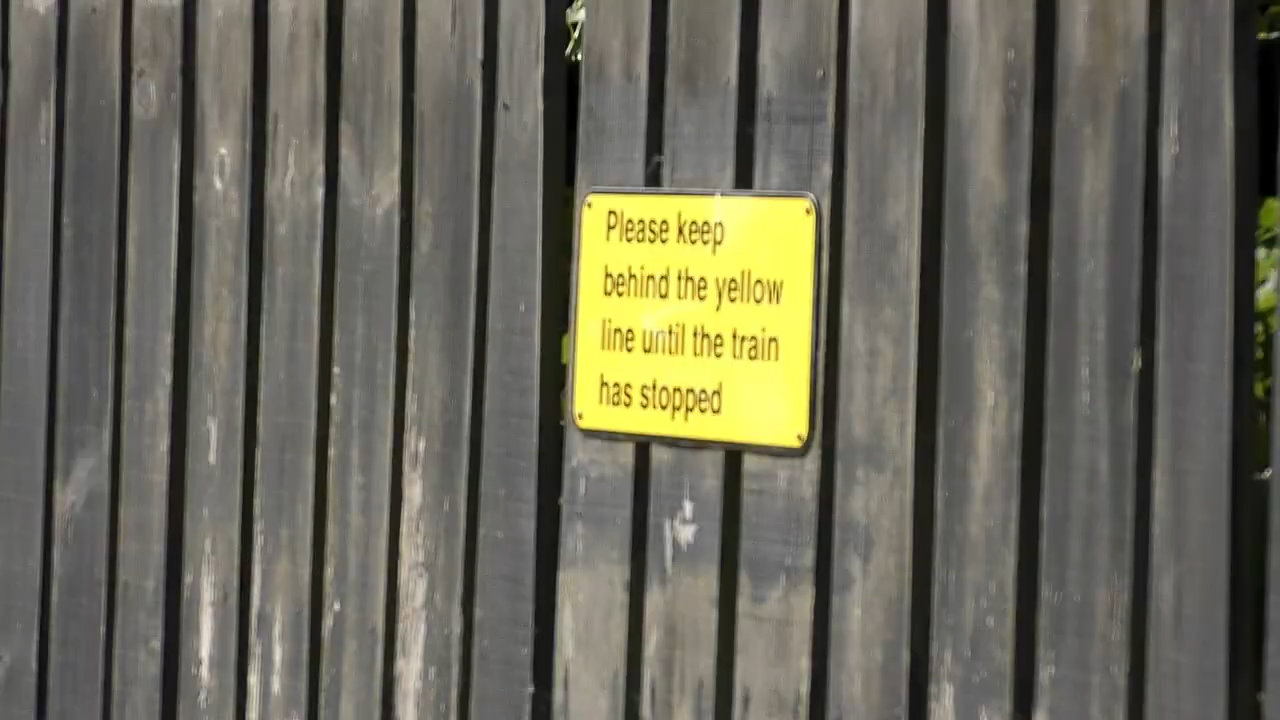 Please keep
behind the yellow
line until the train
has stopped